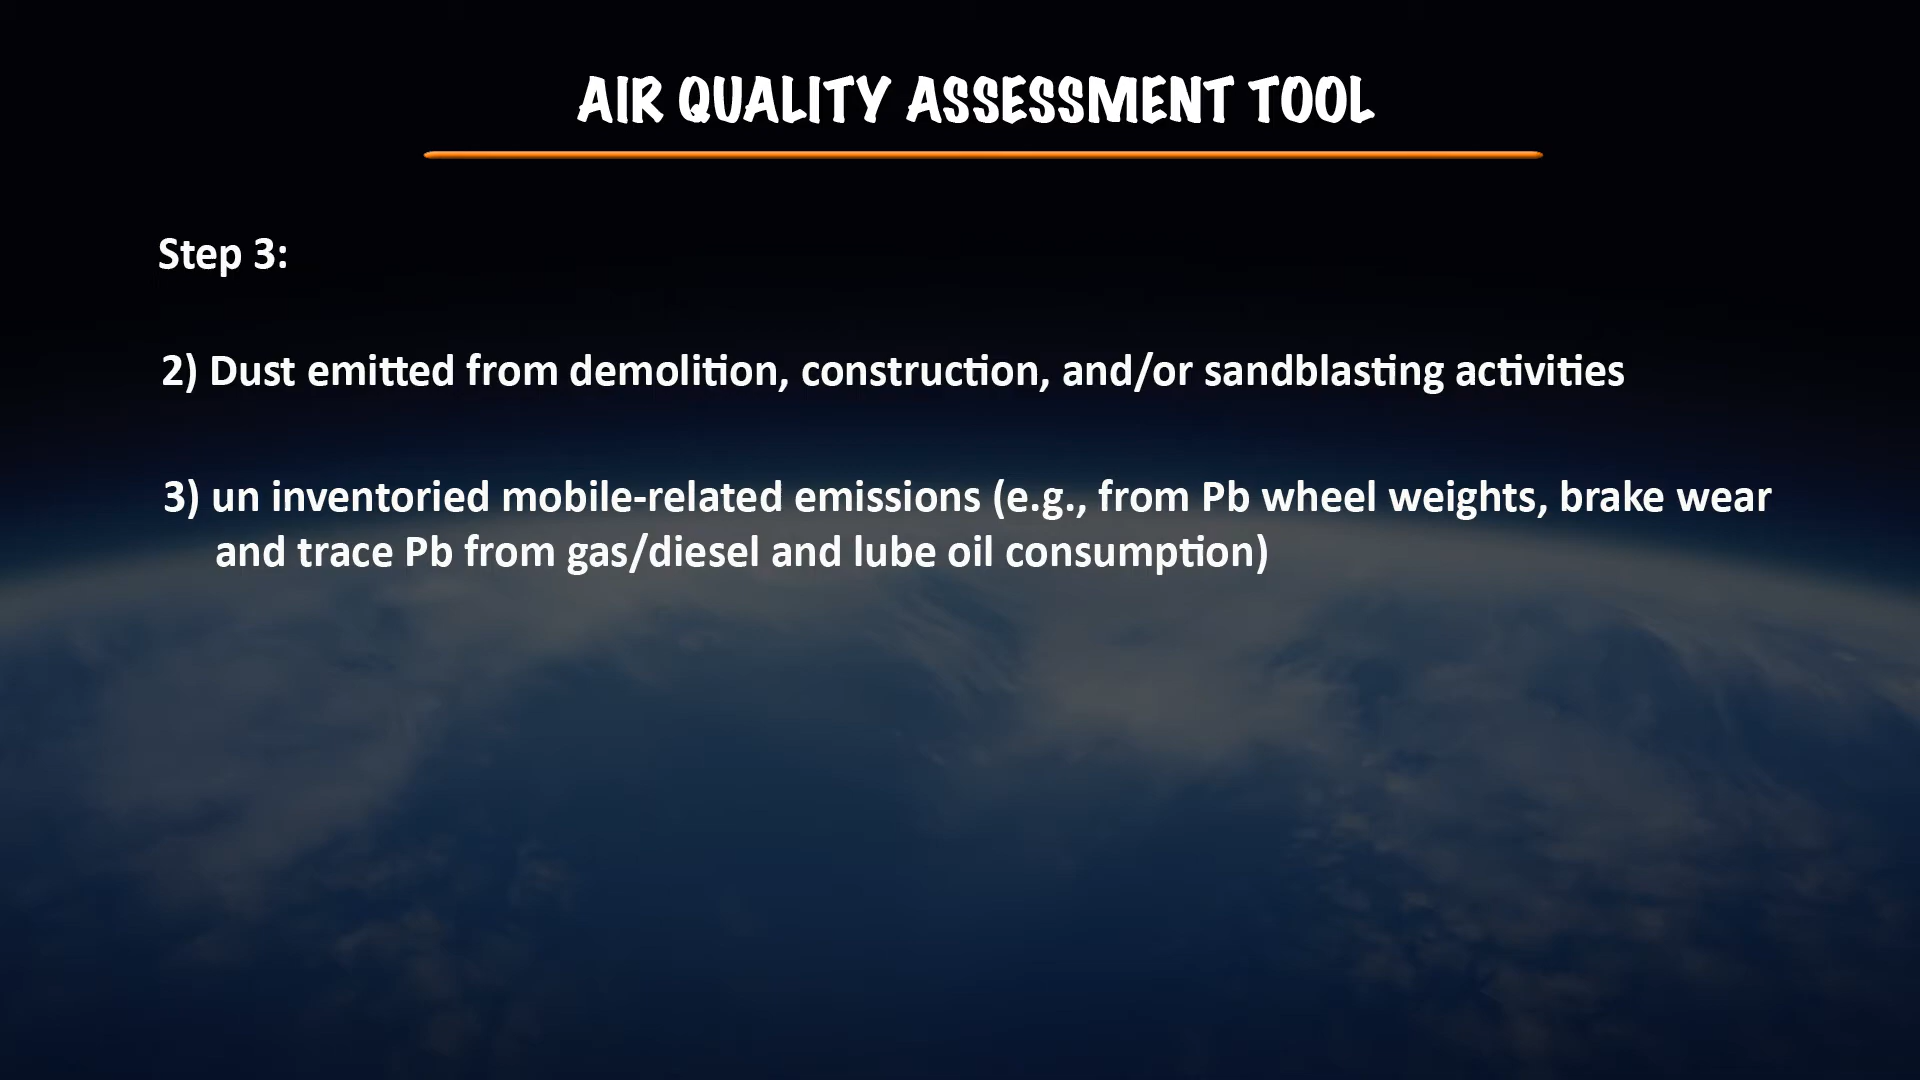 AIR QUALITY ASSESSMENT TOOL
Step 3:
2) Dust emitted from demolition, construction, and/or sandblasting activities
3) un inventoried mobile-related emissions (e.g., from Pb wheel weights, brake wear
and trace Pb from gas/diesel and lube oil consumption)